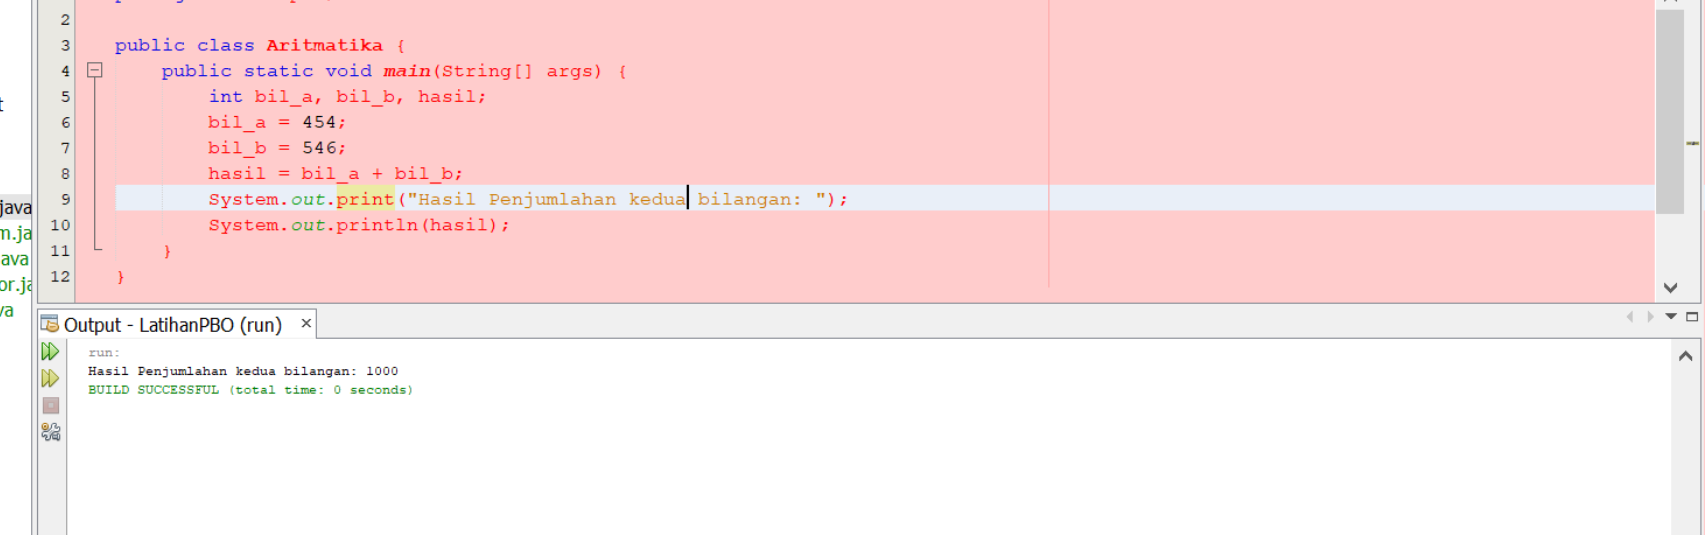 2
3 public class Aritmatika {
4 public static void main(String[] args) {
5 int bil_a, bil_b, hasil;
6 bil_a = 454;
7 bil_b = 546;
8 hasil = bil_a + bil_b;
9 System.out.print("Hasil Penjumlahan kedua bilangan: ");
10 System.out.println(hasil);
11 }
12 }
java
m.ja
ava
or.ja
va
Output - LatihanPBO (run) ×
run:
Hasil Penjumlahan kedua bilangan: 1000
BUILD SUCCESSFUL (total time: 0 seconds)